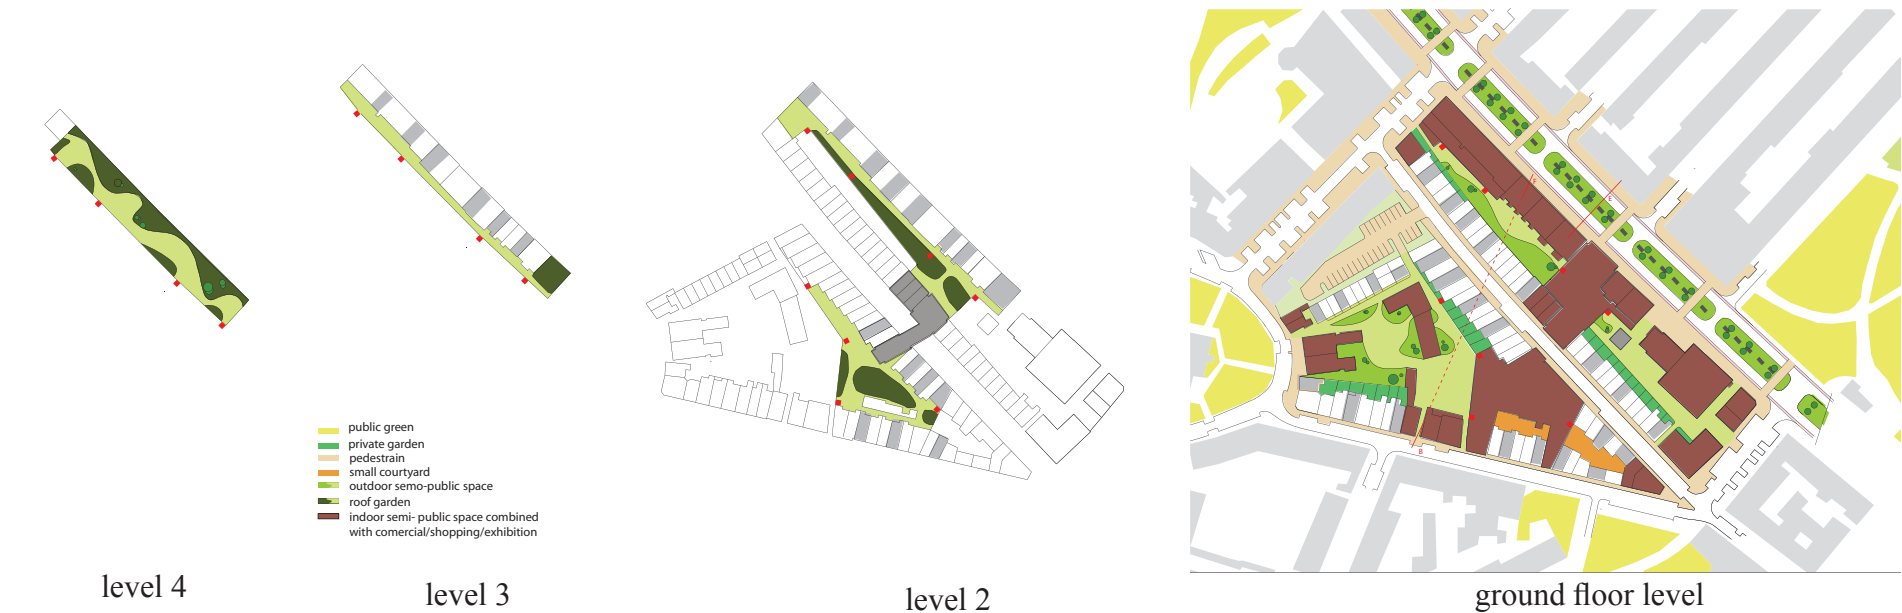 public green
private garden
pedestrain
small courtyard
outdoor semo-public space
roof garden
indoor semi- public space combined
with comercial/shopping/exhibition
level 4
level 3
level 2
ground floor level
F
E
B